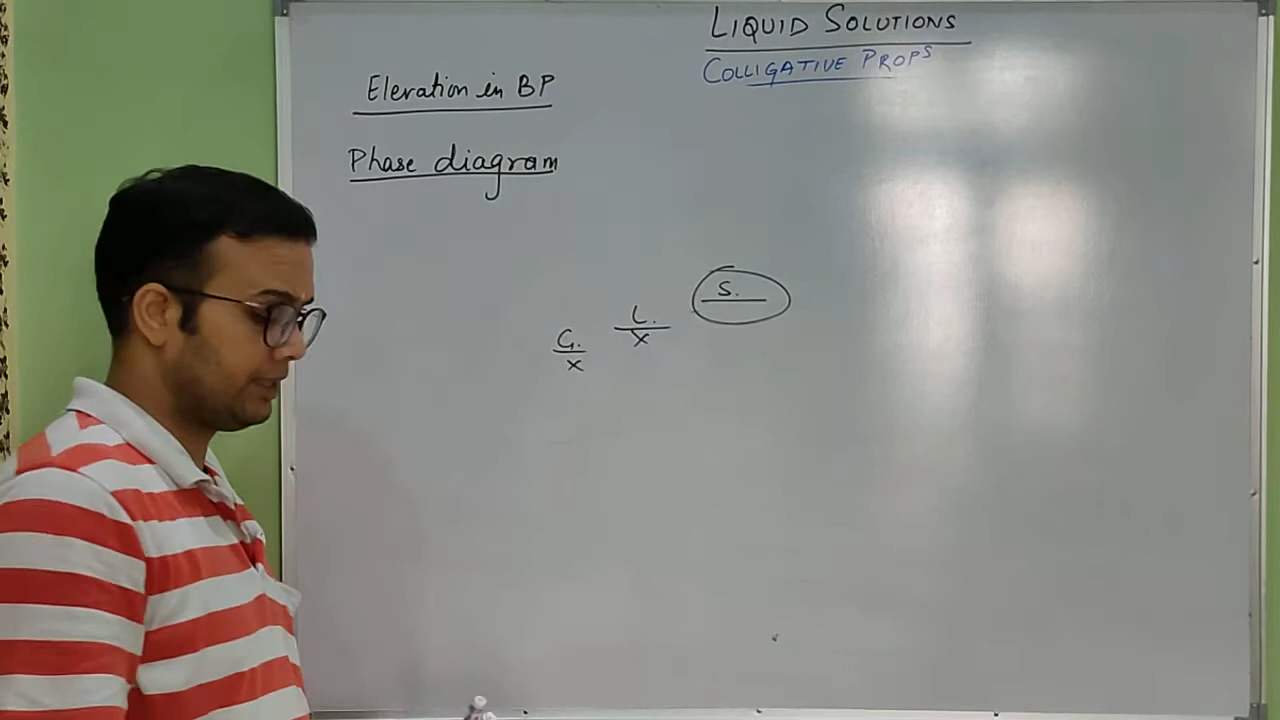 LIQUID SOLUTIONS
COLLIGATIVE PROPS
Elevation in BP
Phase diagram
S.
L.
x
G.
x